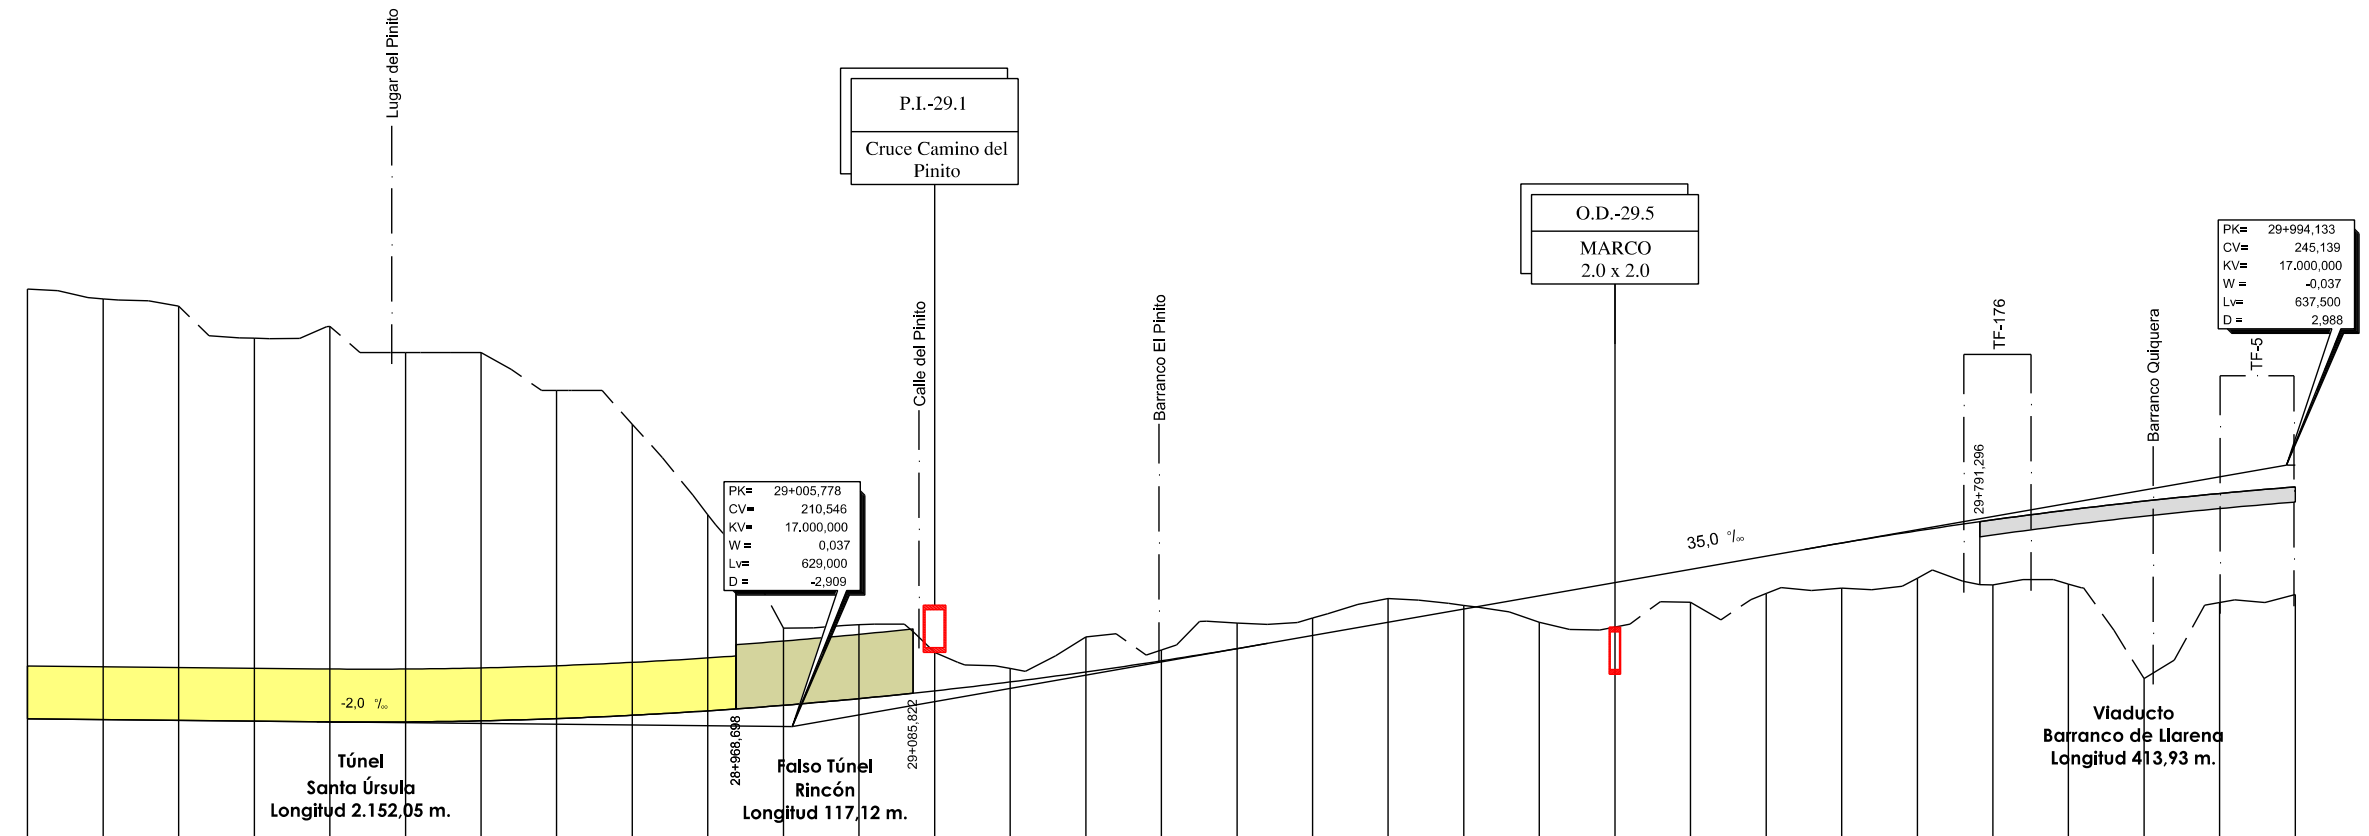 Lugar del Pinito
P.I.-29.1
Cruce Camino del
Pinito
O.D.-29.5
MARCO
2.0 x 2.0
PK= 29+994,133
CV= 245,139
KV= 17.000,000
W = -0,037
Lv= 637,500
D = 2,988
Calle del Pinito
Barranco El Pinito
TF-176
Barranco Quiquera
TF-5
29+791,296
PK= 29+005,778
CV= 210,546
KV= 17.000,000
W = 0,037
Lv= 629,000
D = -2,909
35,0 °/₀₀
-2,0 °/₀₀
28+968,698
29+085,822
Túnel
Santa Úrsula
Longitud 2.152,05 m.
Falso Túnel
Rincón
Longitud 117,12 m.
Viaducto
Barranco de Llarena
Longitud 413,93 m.